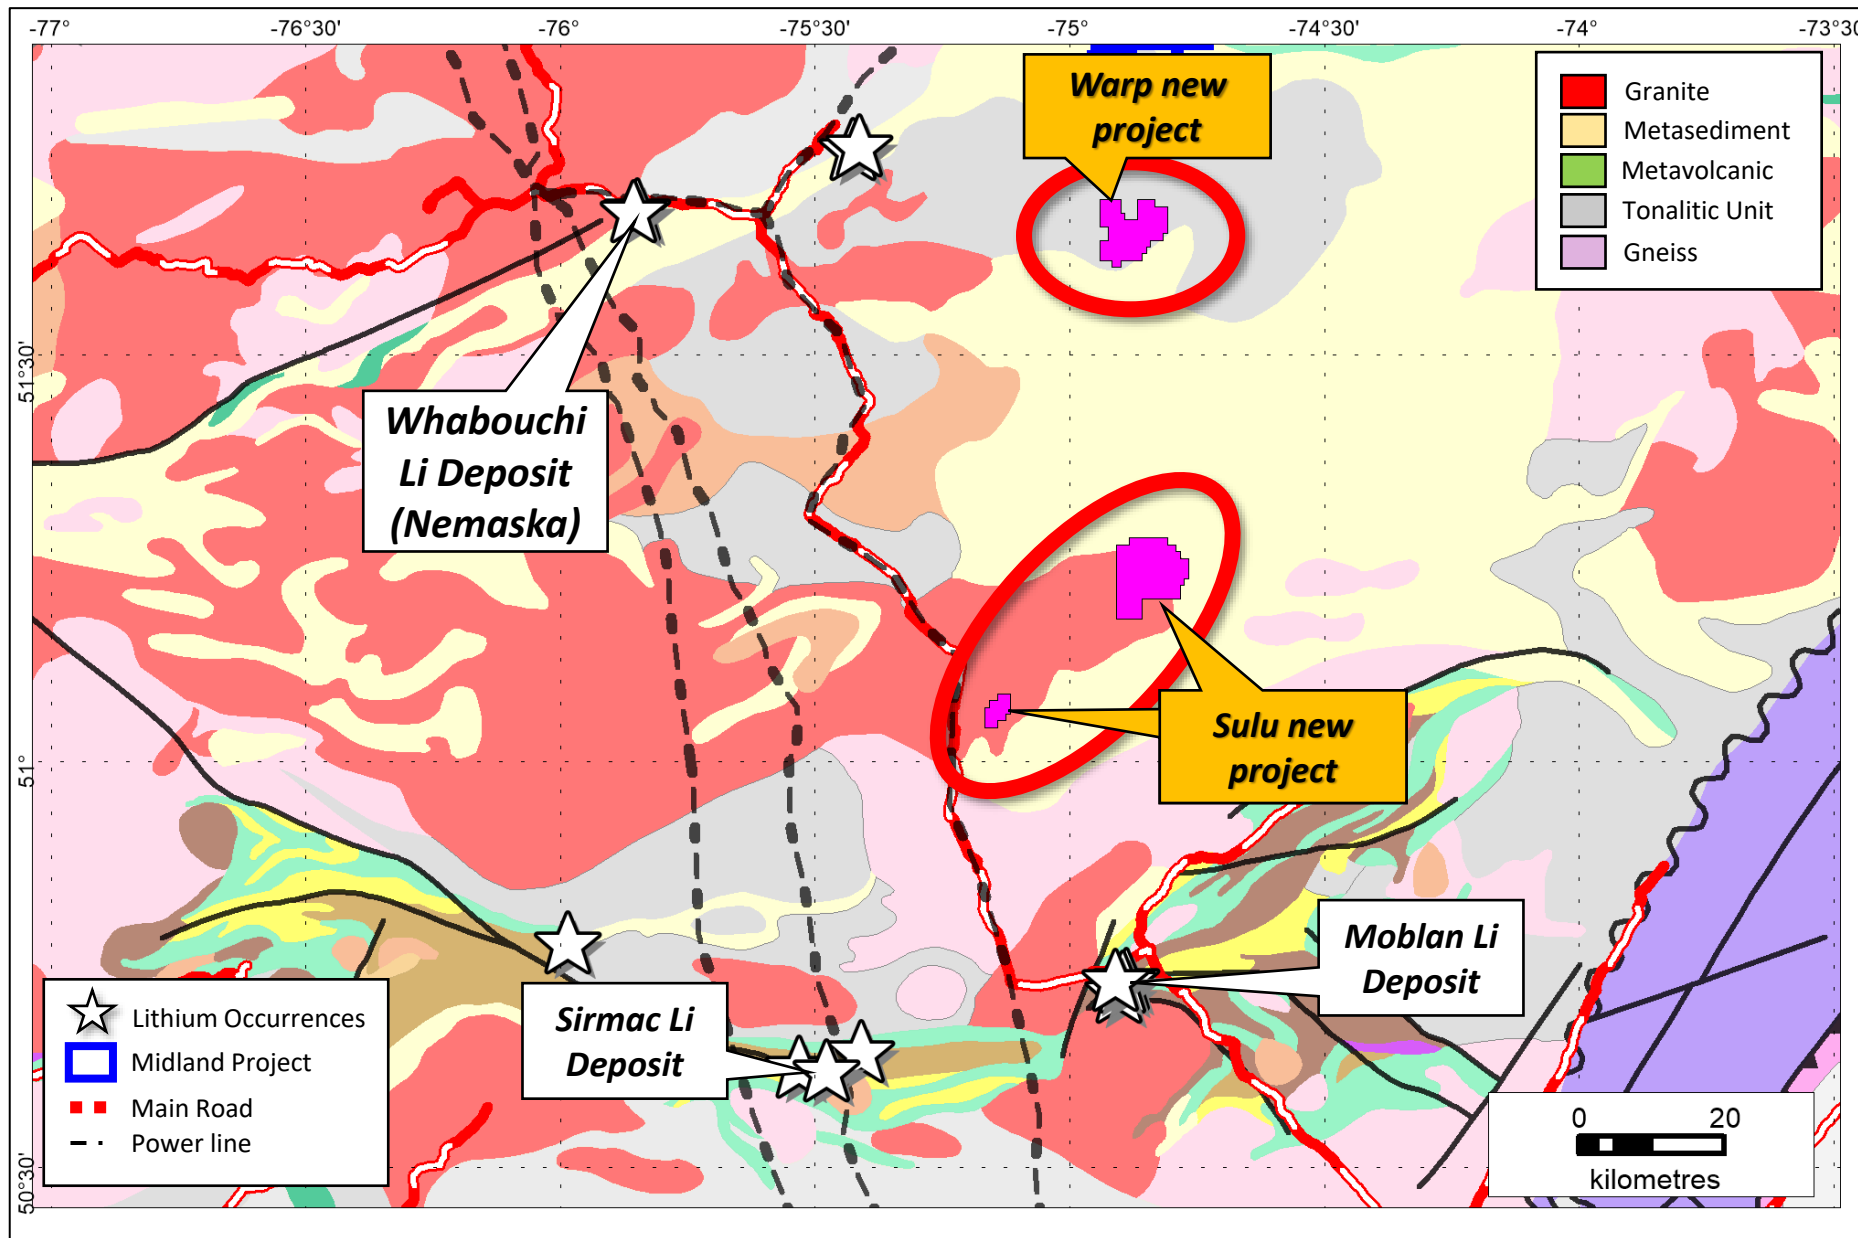 -77°
-76°30'
-76°
-75°30'
-75°
-74°30'
-74°
-73°30
51°30'
51°
50°30'
Warp new
project
Granite
Metasediment
Metavolcanic
Tonalitic Unit
Gneiss
Whabouchi
Li Deposit
(Nemaska)
Sulu new
project
Moblan Li
Deposit
Sirmac Li
Deposit
Lithium Occurrences
Midland Project
Main Road
Power line
0 20
kilometres